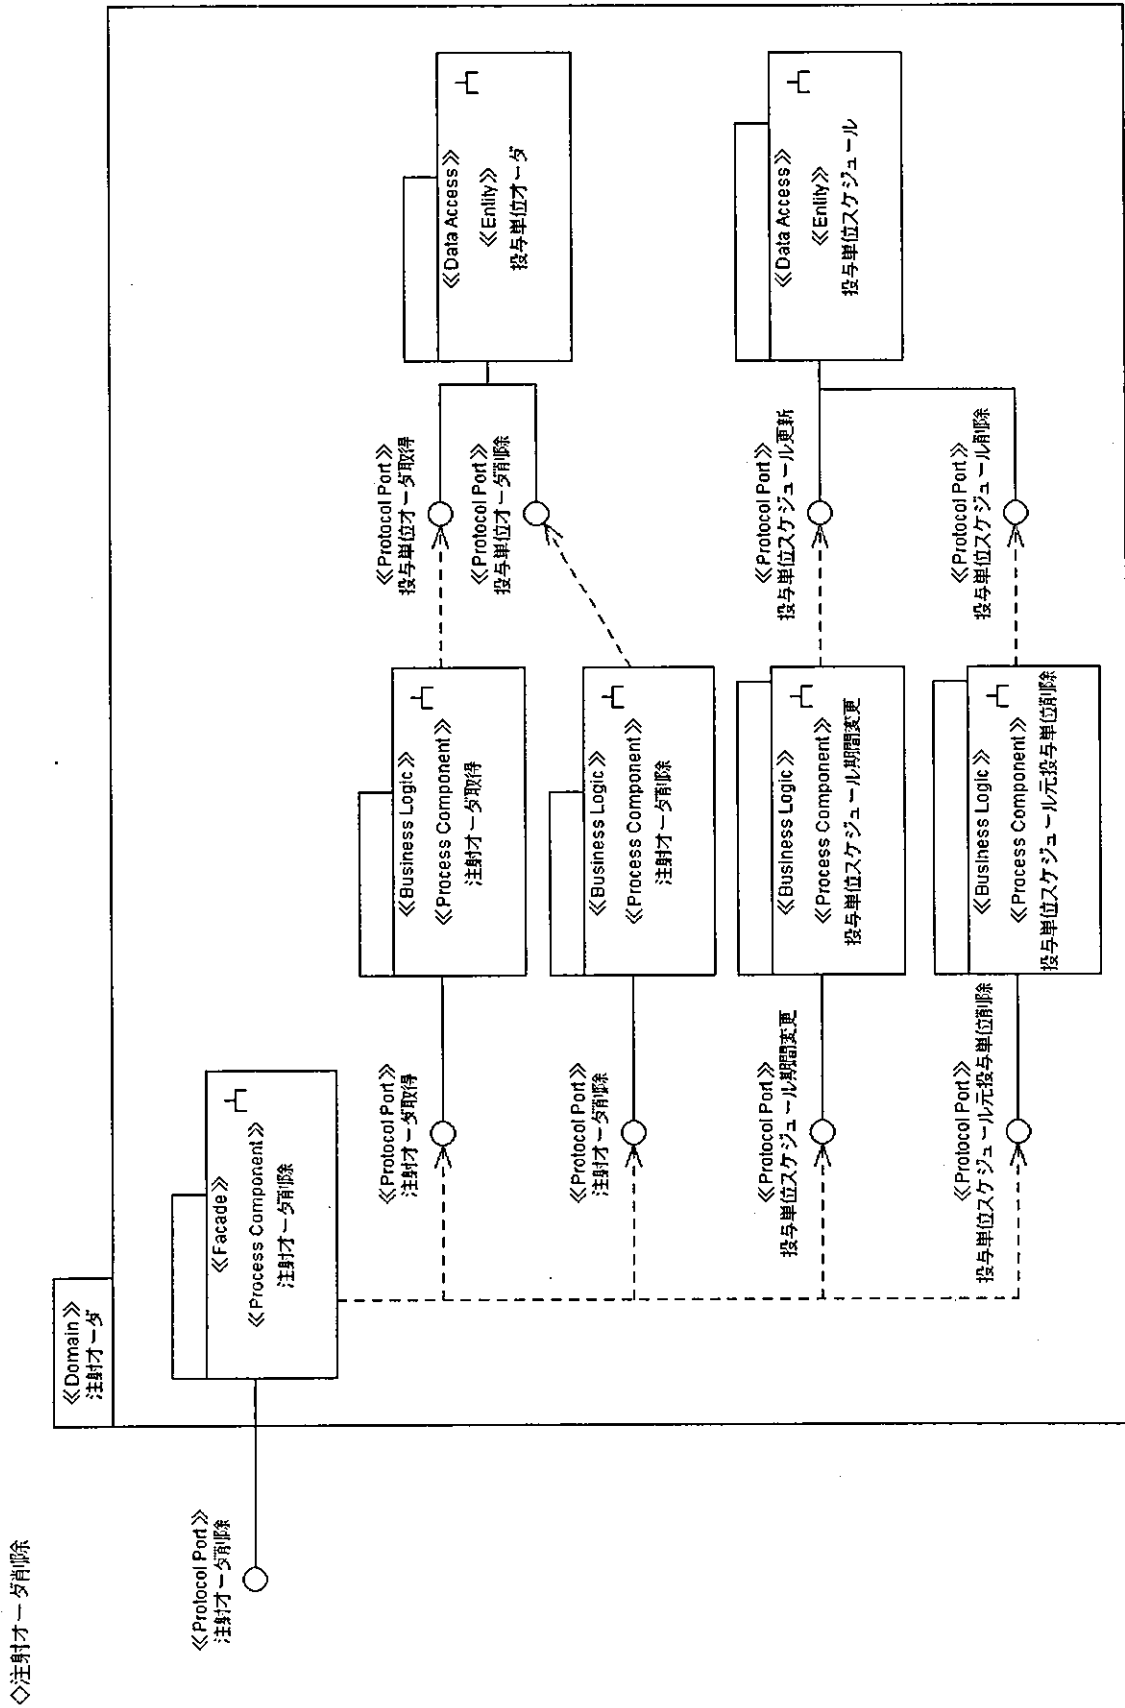 ◇注射オーダ削除
≪Domain≫
注射オーダ
≪Protocol Port≫
注射オーダ削除
≪Facade≫
≪Process Component≫
注射オーダ削除
≪Protocol Port≫
注射オーダ取得
≪Business Logic≫
≪Process Component≫
注射オーダ取得
≪Protocol Port≫
投与単位オーダ取得
≪Data Access≫
≪Entity≫
投与単位オーダ
≪Protocol Port≫
注射オーダ削除
≪Business Logic≫
≪Process Component≫
注射オーダ削除
≪Protocol Port≫
投与単位オーダ削除
≪Protocol Port≫
投与単位スケジュール期間変更
≪Business Logic≫
≪Process Component≫
投与単位スケジュール期間変更
≪Protocol Port≫
投与単位スケジュール更新
≪Data Access≫
≪Entity≫
投与単位スケジュール
≪Protocol Port≫
投与単位スケジュール元投与単位削除
≪Business Logic≫
≪Process Component≫
投与単位スケジュール元投与単位削除
≪Protocol Port≫
投与単位スケジュール削除